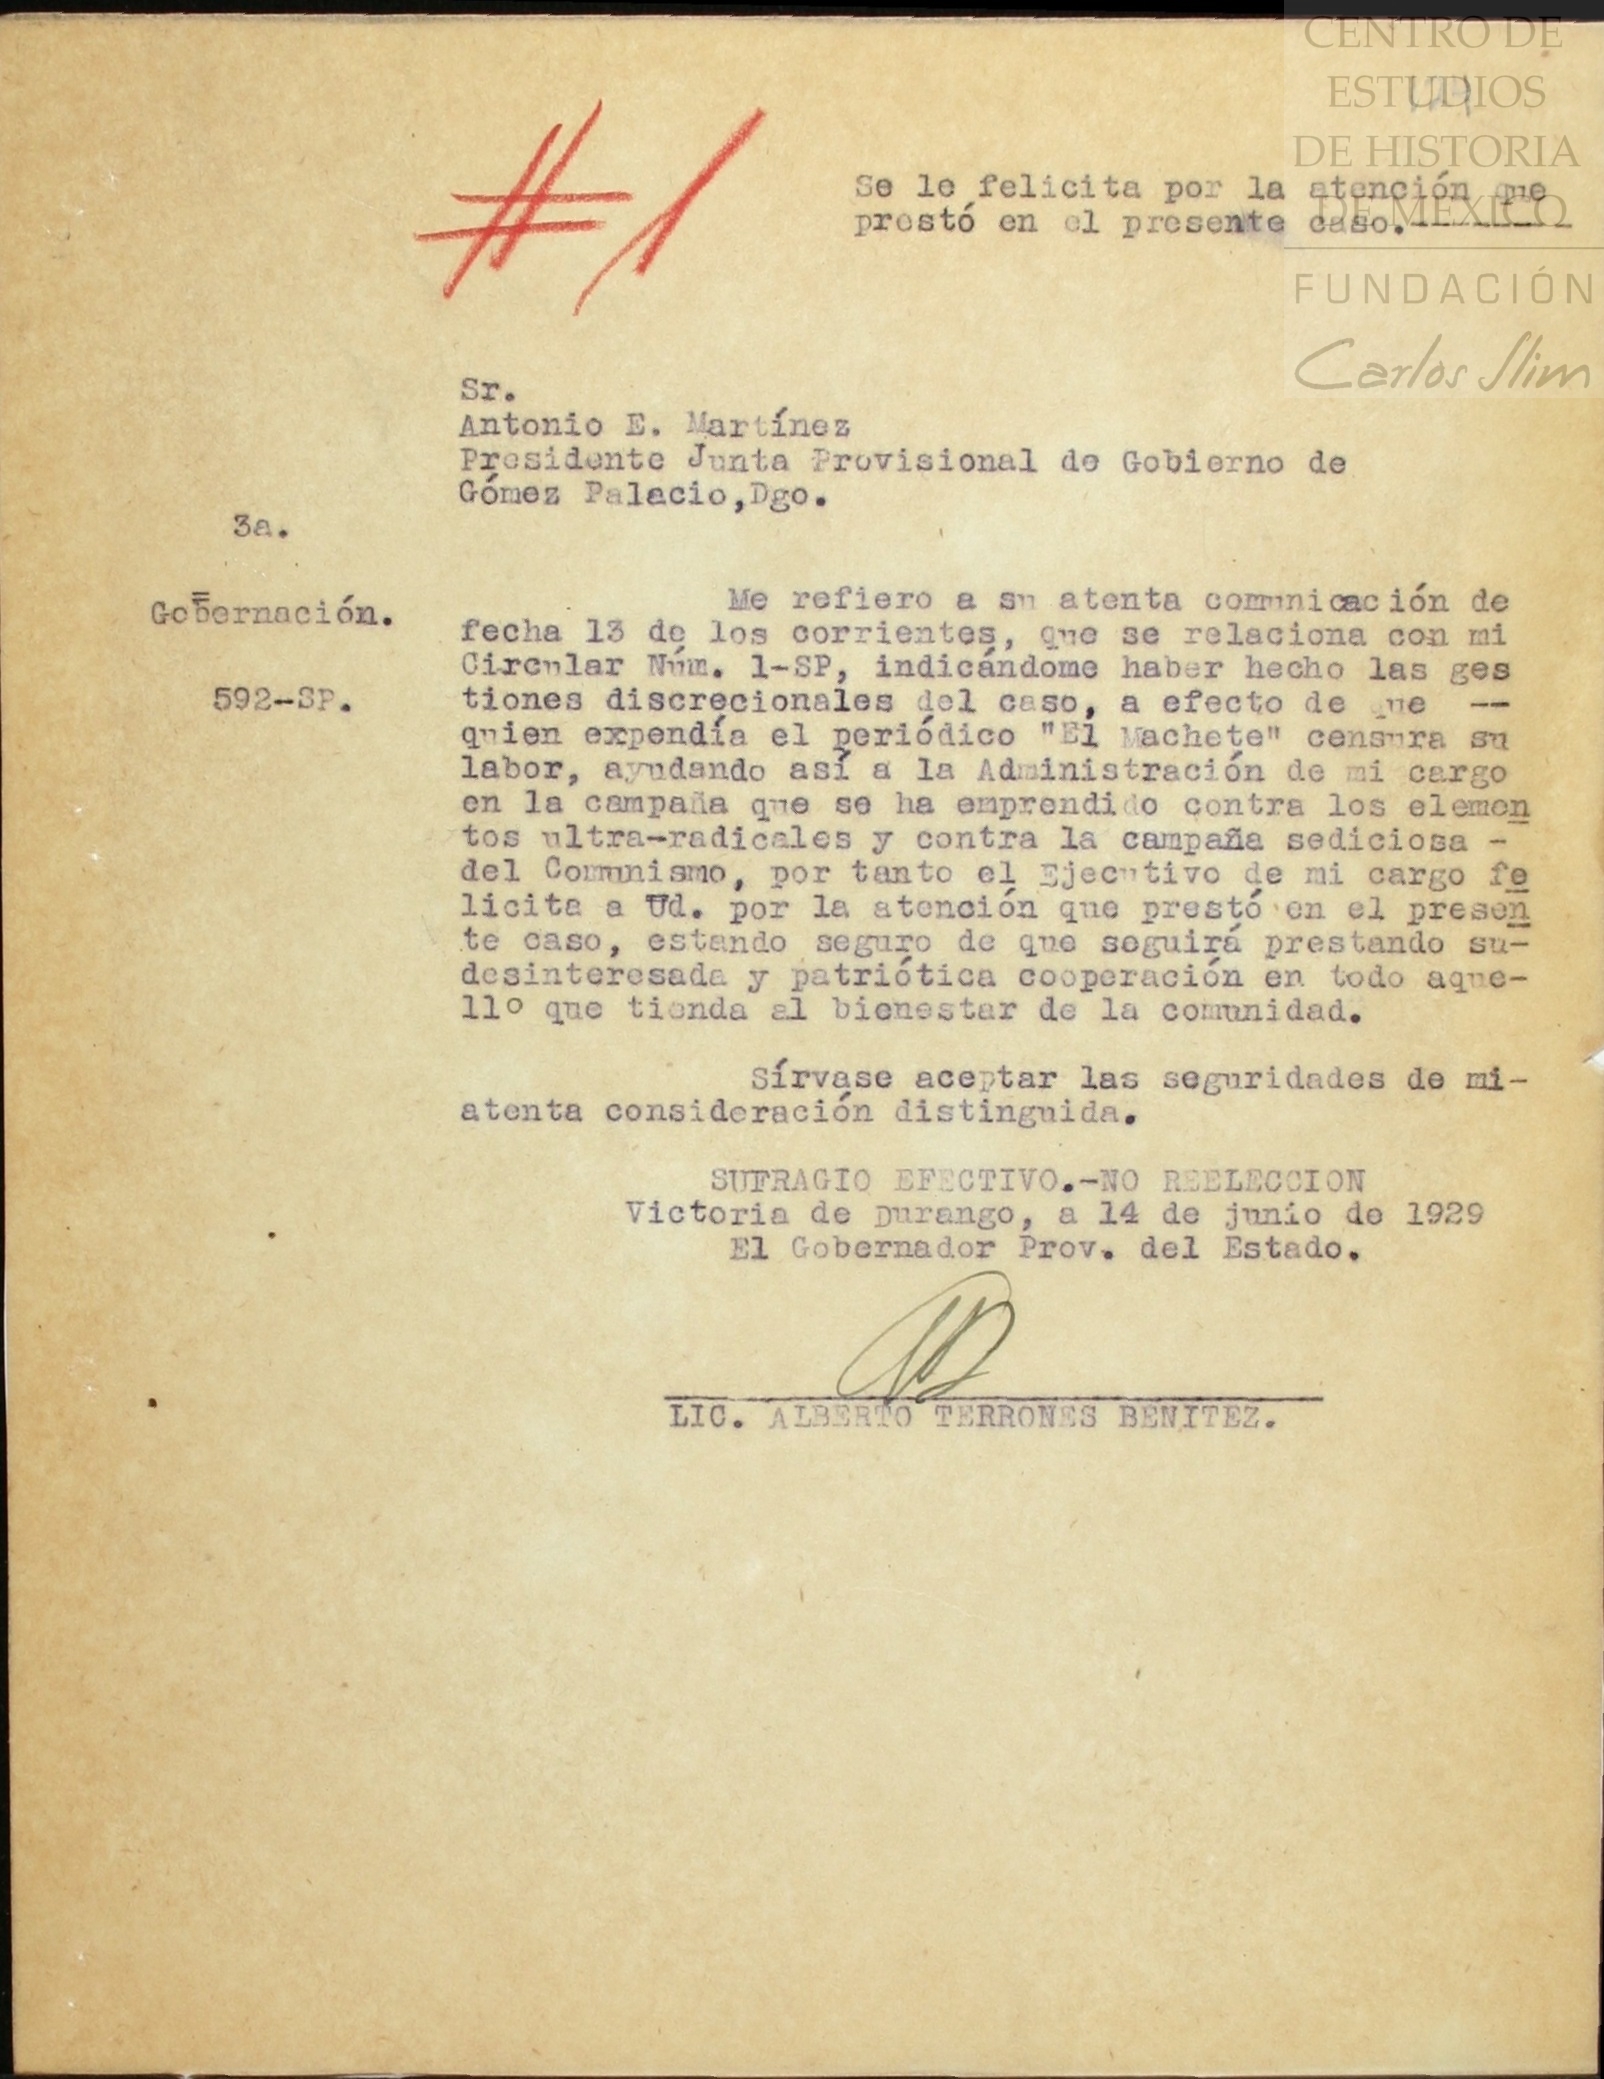 CENTRO DE
ESTUDIOS
DE HISTORIA
DE MEXICO
FUNDACIÓN
Carlos Slim
#1
Se le felicita por la atención que
prestó en el presente caso.
Sr.
Antonio E. Martínez
Presidente Junta Provisional de Gobierno de
Gómez Palacio,Dgo.
3a.
Gobernación.
592-SP.
Me refiero a su atenta comunicación de
fecha 13 de los corrientes, que se relaciona con mi
Circular Núm. 1-SP, indicándome haber hecho las ges
tiones discrecionales del caso, a efecto de que --
quien expendía el periódico "El Machete" censura su
labor, ayudando así a la Administración de mi cargo
en la campaña que se ha emprendido contra los elemen
tos ultra-radicales y contra la campaña sediciosa -
del Comunismo, por tanto el Ejecutivo de mi cargo fe
licita a Ud. por la atención que prestó en el presen
te caso, estando seguro de que seguirá prestando su-
desinteresada y patriótica cooperación en todo aque-
llo que tienda al bienestar de la comunidad.
Sírvase aceptar las seguridades de mi-
atenta consideración distinguida.
SUFRAGIO EFECTIVO.-NO REELECCION
Victoria de Durango, a 14 de junio de 1929
El Gobernador Prov. del Estado.
LIC. ALBERTO TERRONES BENITEZ.